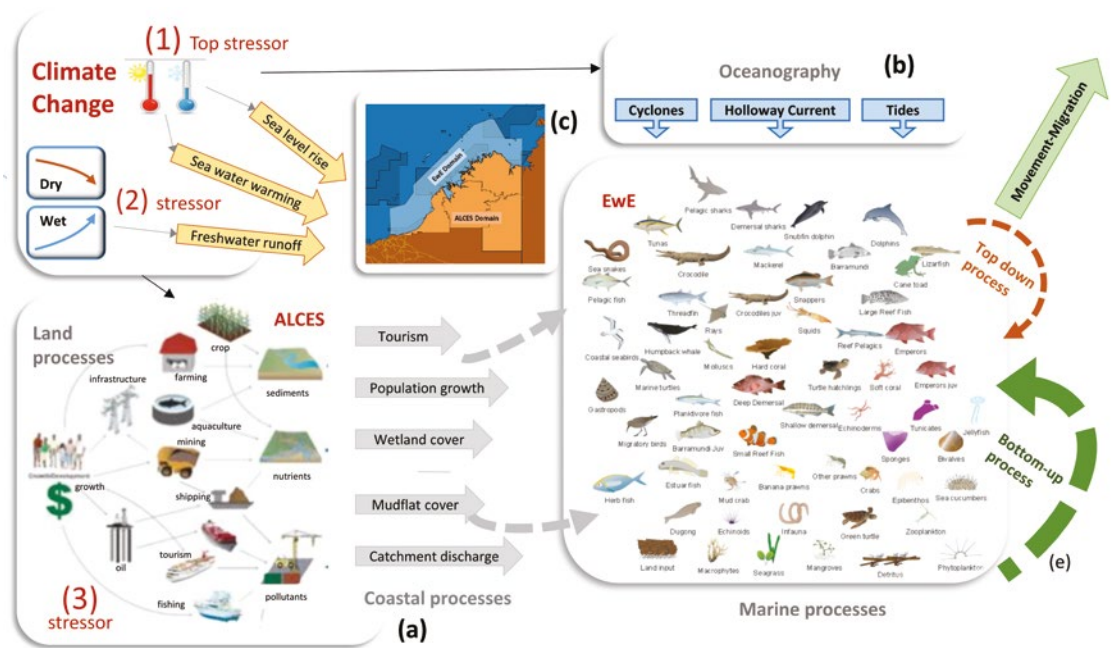 (1) Top stressor
Climate
Change
Sea level rise
Sea water warming
Dry
Wet
(2) stressor
Freshwater runoff
(c)
EwE Domain
ALCES Domain
Oceanography
(b)
Cyclones
Holloway Current
Tides
Movement-Migration
Land
processes
ALCES
crop
infrastructure
farming
sediments
aquaculture
mining
nutrients
growth
shipping
oil
tourism
pollutants
fishing
(3)
stressor
Tourism
Population growth
Wetland cover
Mudflat cover
Catchment discharge
Coastal processes
(a)
EwE
Pelagic sharks
Demersal sharks
Snubfin dolphin
Dolphins
Tunas
Sea snakes
Crocodile
Mackerel
Barramundi
Lizarfish
Cane toad
Pelagic fish
Threadfin
Crocodiles juv
Snappers
Large Reef Fish
Rays
Squids
Coastal seabirds
Humpback whale
Molluscs
Hard coral
Reef Pelagics
Emperors
Marine turtles
Turtle hatchlings
Soft coral
Emperors juv
Gastropods
Planktivore fish
Deep Demersal
Shallow demersal
Echinoderms
Tunicates
Jellyfish
Migratory birds
Barramundi Juv
Small Reef Fish
Sponges
Bivalves
Herb fish
Estuar fish
Mud crab
Banana prawns
Other prawns
Crabs
Epibenthos
Sea cucumbers
Dugong
Echinoids
Infauna
Green turtle
Zooplankton
Land input
Macrophytes
Seagrass
Mangroves
Detritus
Phytoplankton
Marine processes
Top down
process
Bottom-up
process
(e)